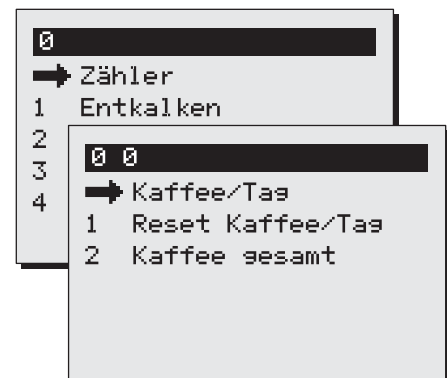 0
Zähler
1 Entkalken
2
3
4
0 0
Kaffee/Tag
1 Reset Kaffee/Tag
2 Kaffee gesamt